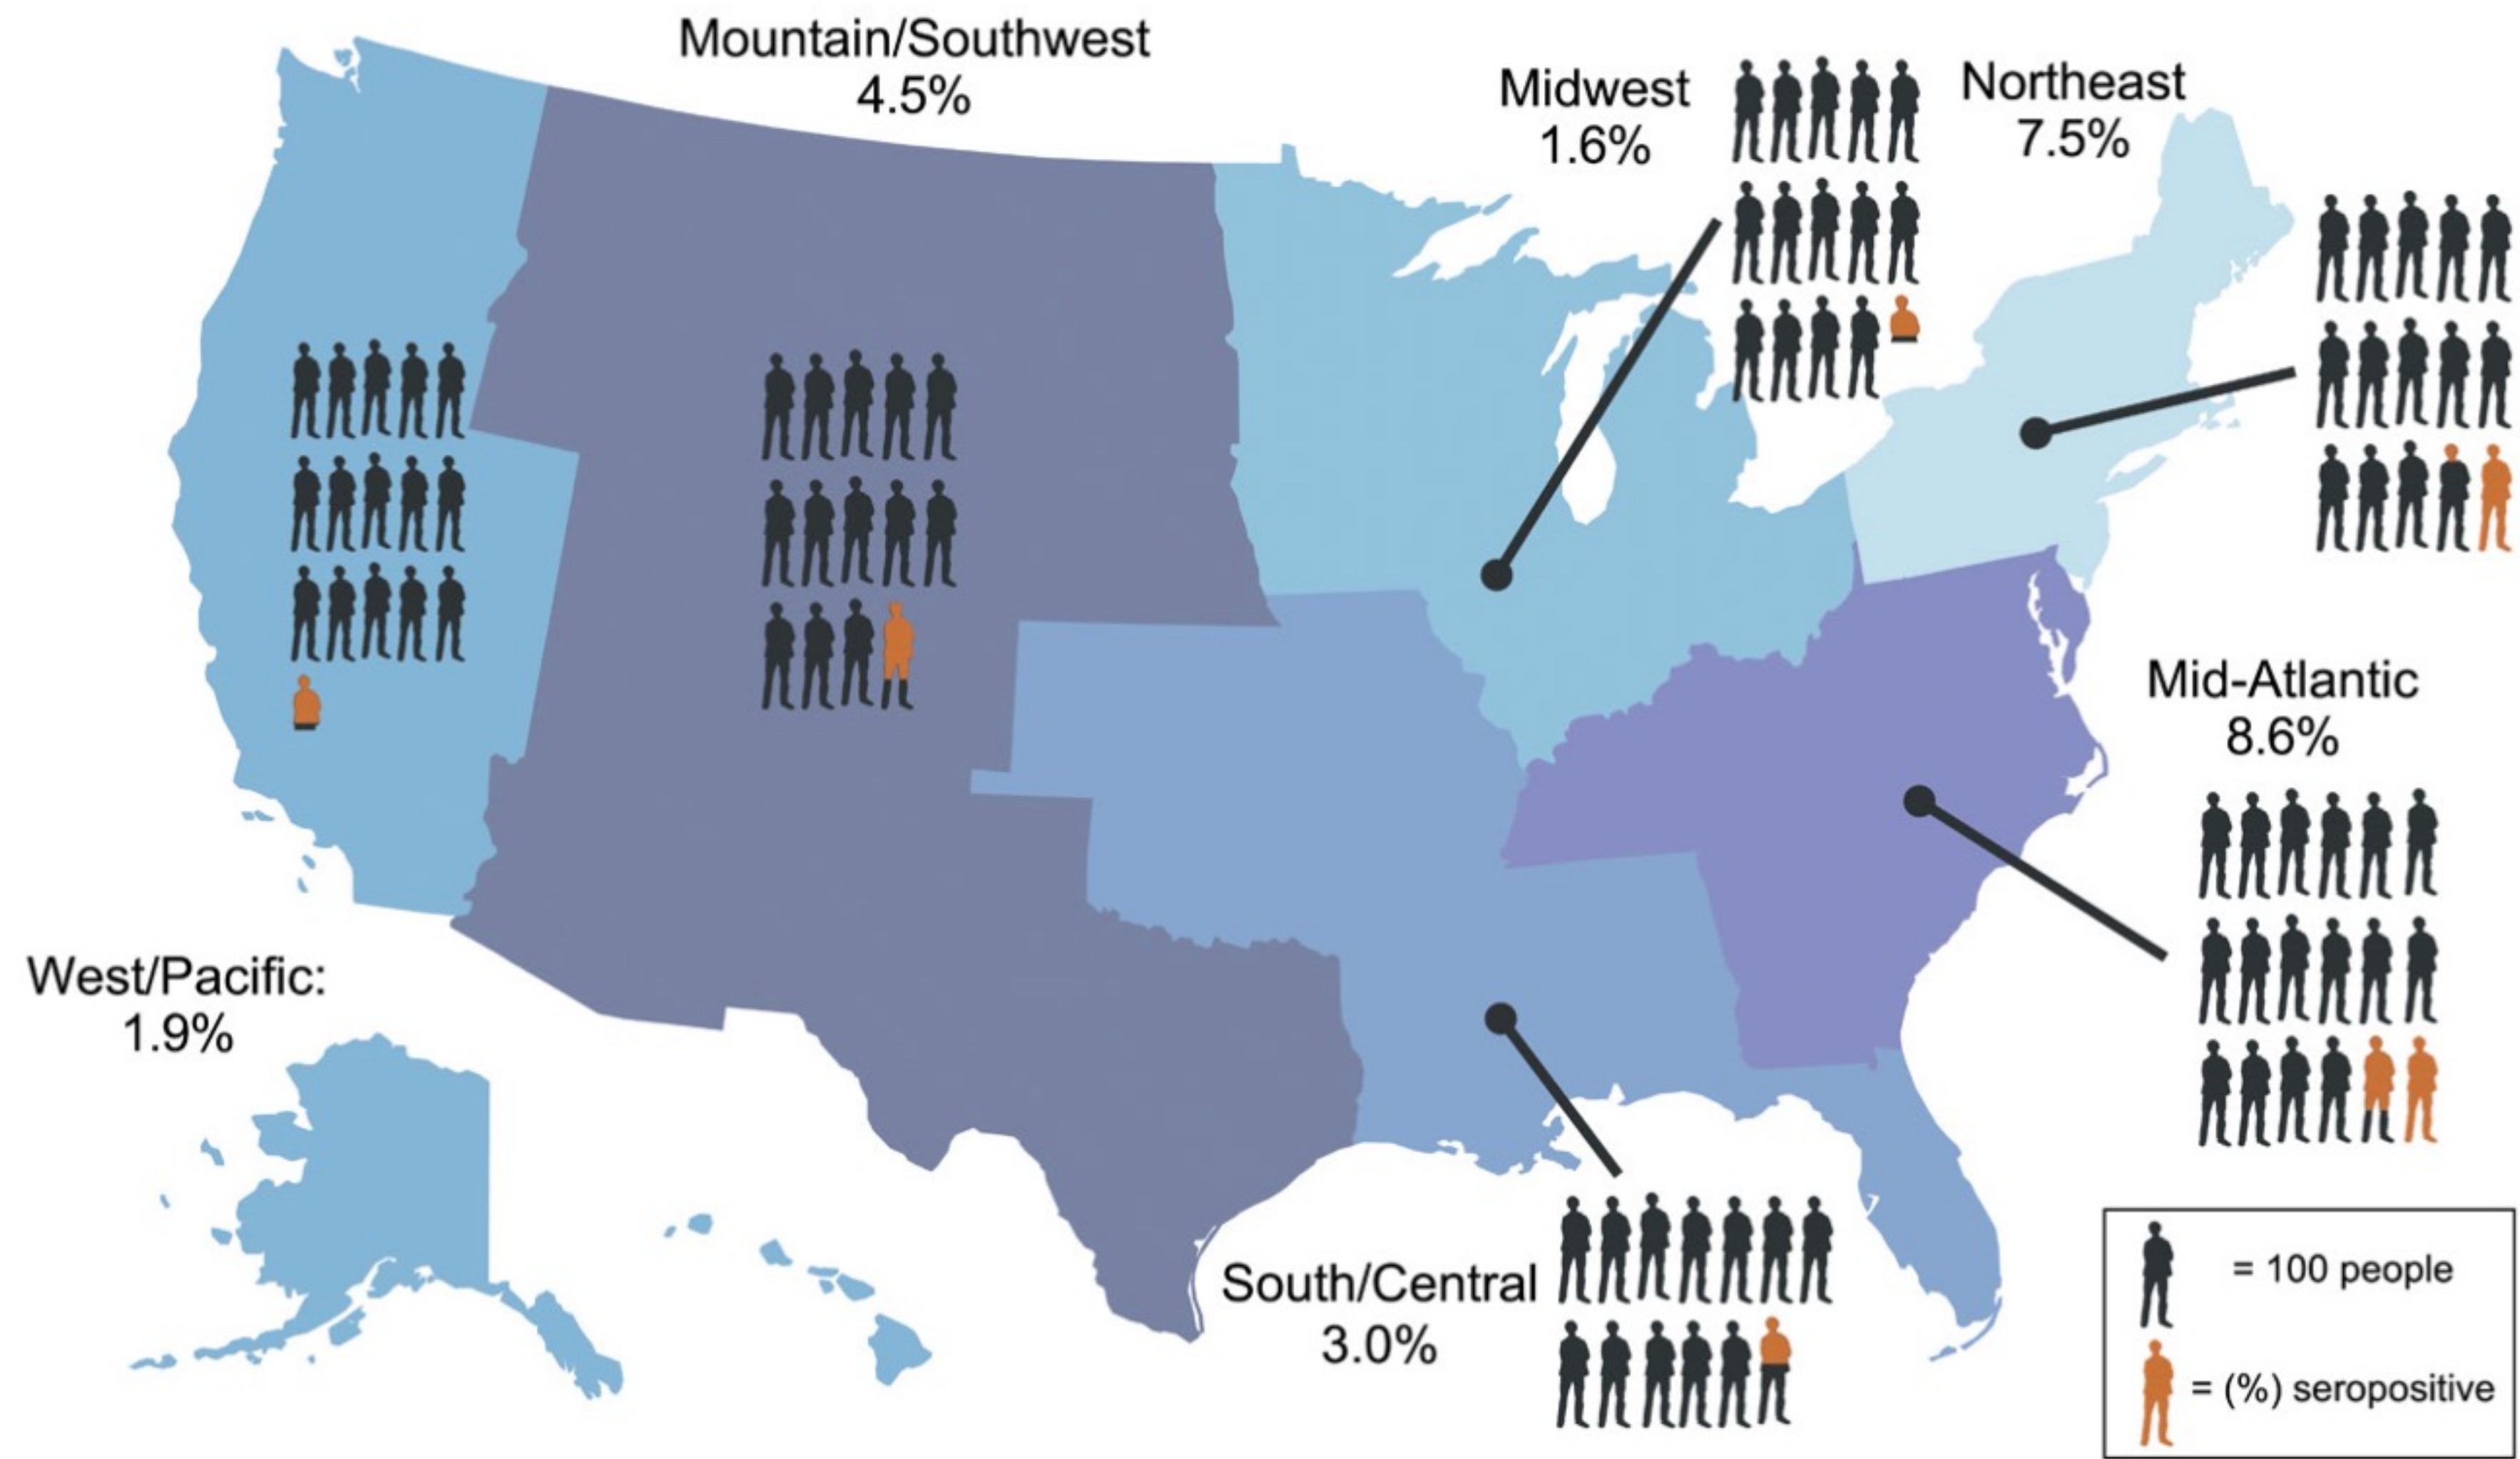 Mountain/Southwest
4.5%
Midwest
1.6%
Northeast
7.5%
Mid-Atlantic
8.6%
West/Pacific:
1.9%
South/Central
3.0%
= 100 people
= (%) seropositive